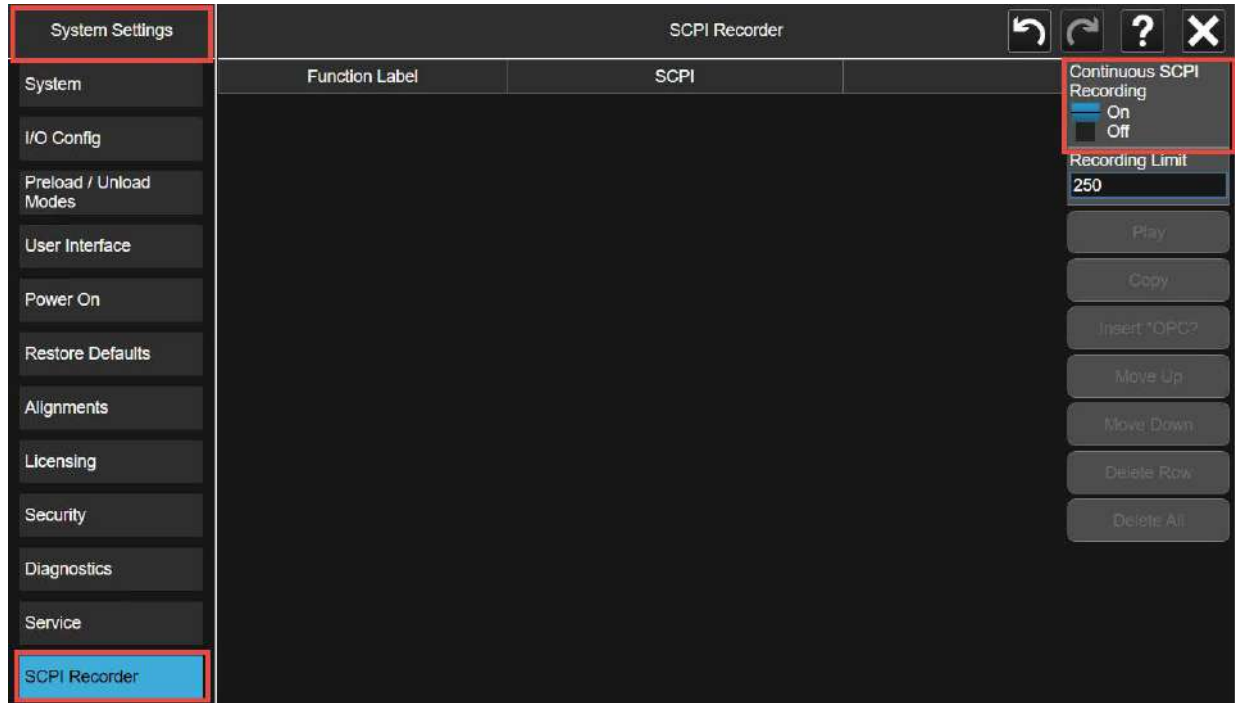 System Settings
SCPI Recorder
?
System
I/O Config
Preload / Unload
Modes
User Interface
Power On
Restore Defaults
Alignments
Licensing
Security
Diagnostics
Service
SCPI Recorder
Function Label
SCPI
Continuous SCPI
Recording
On
Off
Recording Limit
250
Play
Copy
Insert *OPC?
Move Up
Move Down
Delete Row
Delete All